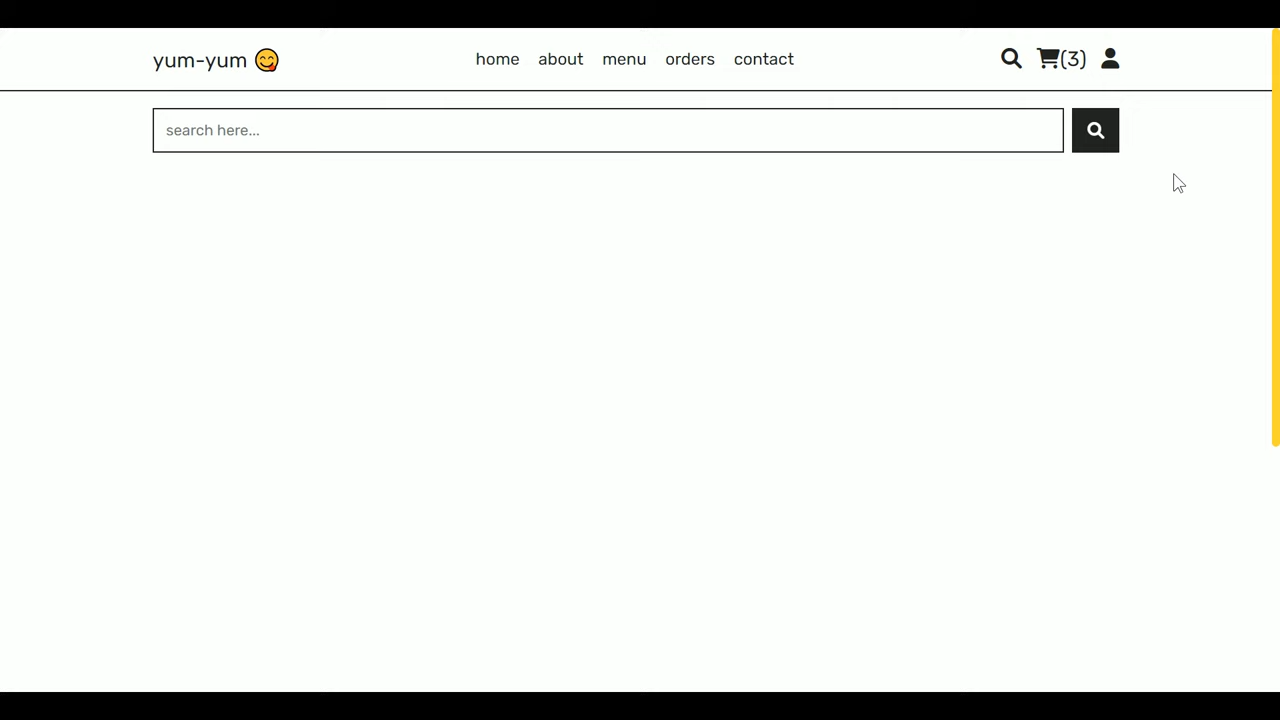 yum-yum 😋 home about menu orders contact (3)
search here...